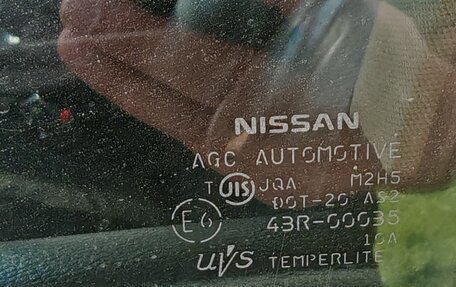 NISSAN
AGC AUTOMOTIVE
T JIS JQA M2H5
DOT-20 AS2
E6 43R-00035
10A
UVS TEMPERLITE